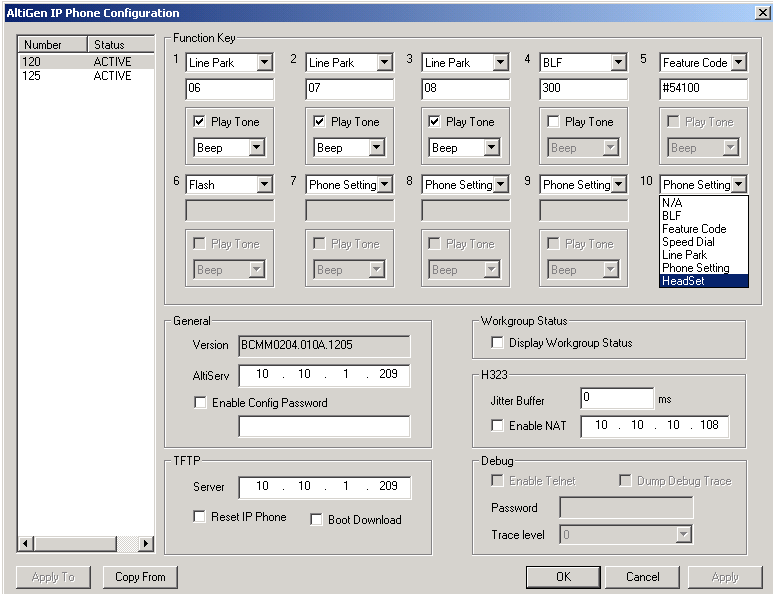 AltiGen IP Phone Configuration
Number Status
120 ACTIVE
125 ACTIVE
Function Key
1 Line Park 2 Line Park 3 Line Park 4 BLF 5 Feature Code
06 07 08 300 #54100
Play Tone Play Tone Play Tone Play Tone Play Tone
Beep Beep Beep Beep Beep
6 Flash 7 Phone Setting 8 Phone Setting 9 Phone Setting 10 Phone Setting
Play Tone Play Tone Play Tone Play Tone
Beep Beep Beep Beep
N/A
BLF
Feature Code
Speed Dial
Line Park
Phone Setting
HeadSet
General
Version BCMM0204.010A.1205
AltiServ 10 . 10 . 1 . 209
Enable Config Password
TFTP
Server 10 . 10 . 1 . 209
Reset IP Phone Boot Download
Workgroup Status
Display Workgroup Status
H323
Jitter Buffer 0 ms
Enable NAT 10 . 10 . 10 . 108
Debug
Enable Telnet Dump Debug Trace
Password
Trace level 0
Apply To Copy From OK Cancel Apply